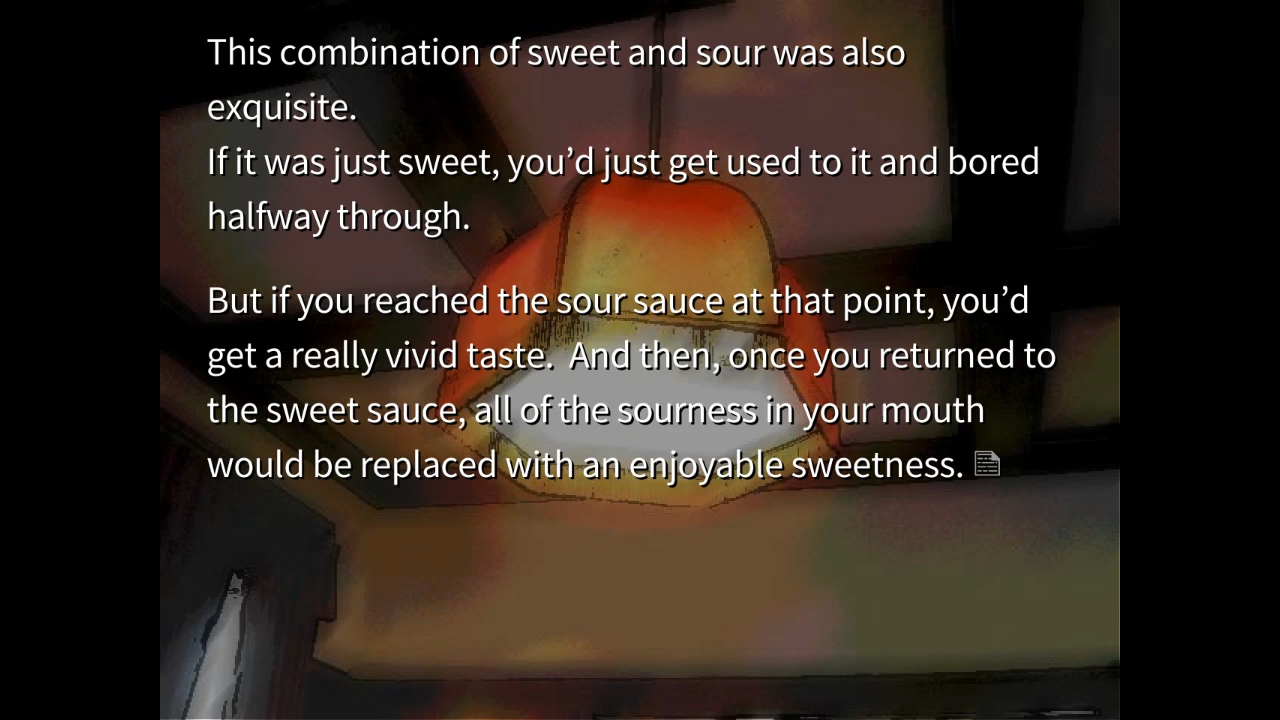 This combination of sweet and sour was also
exquisite.
If it was just sweet, you’d just get used to it and bored
halfway through.
But if you reached the sour sauce at that point, you’d
get a really vivid taste.  And then, once you returned to
the sweet sauce, all of the sourness in your mouth
would be replaced with an enjoyable sweetness.